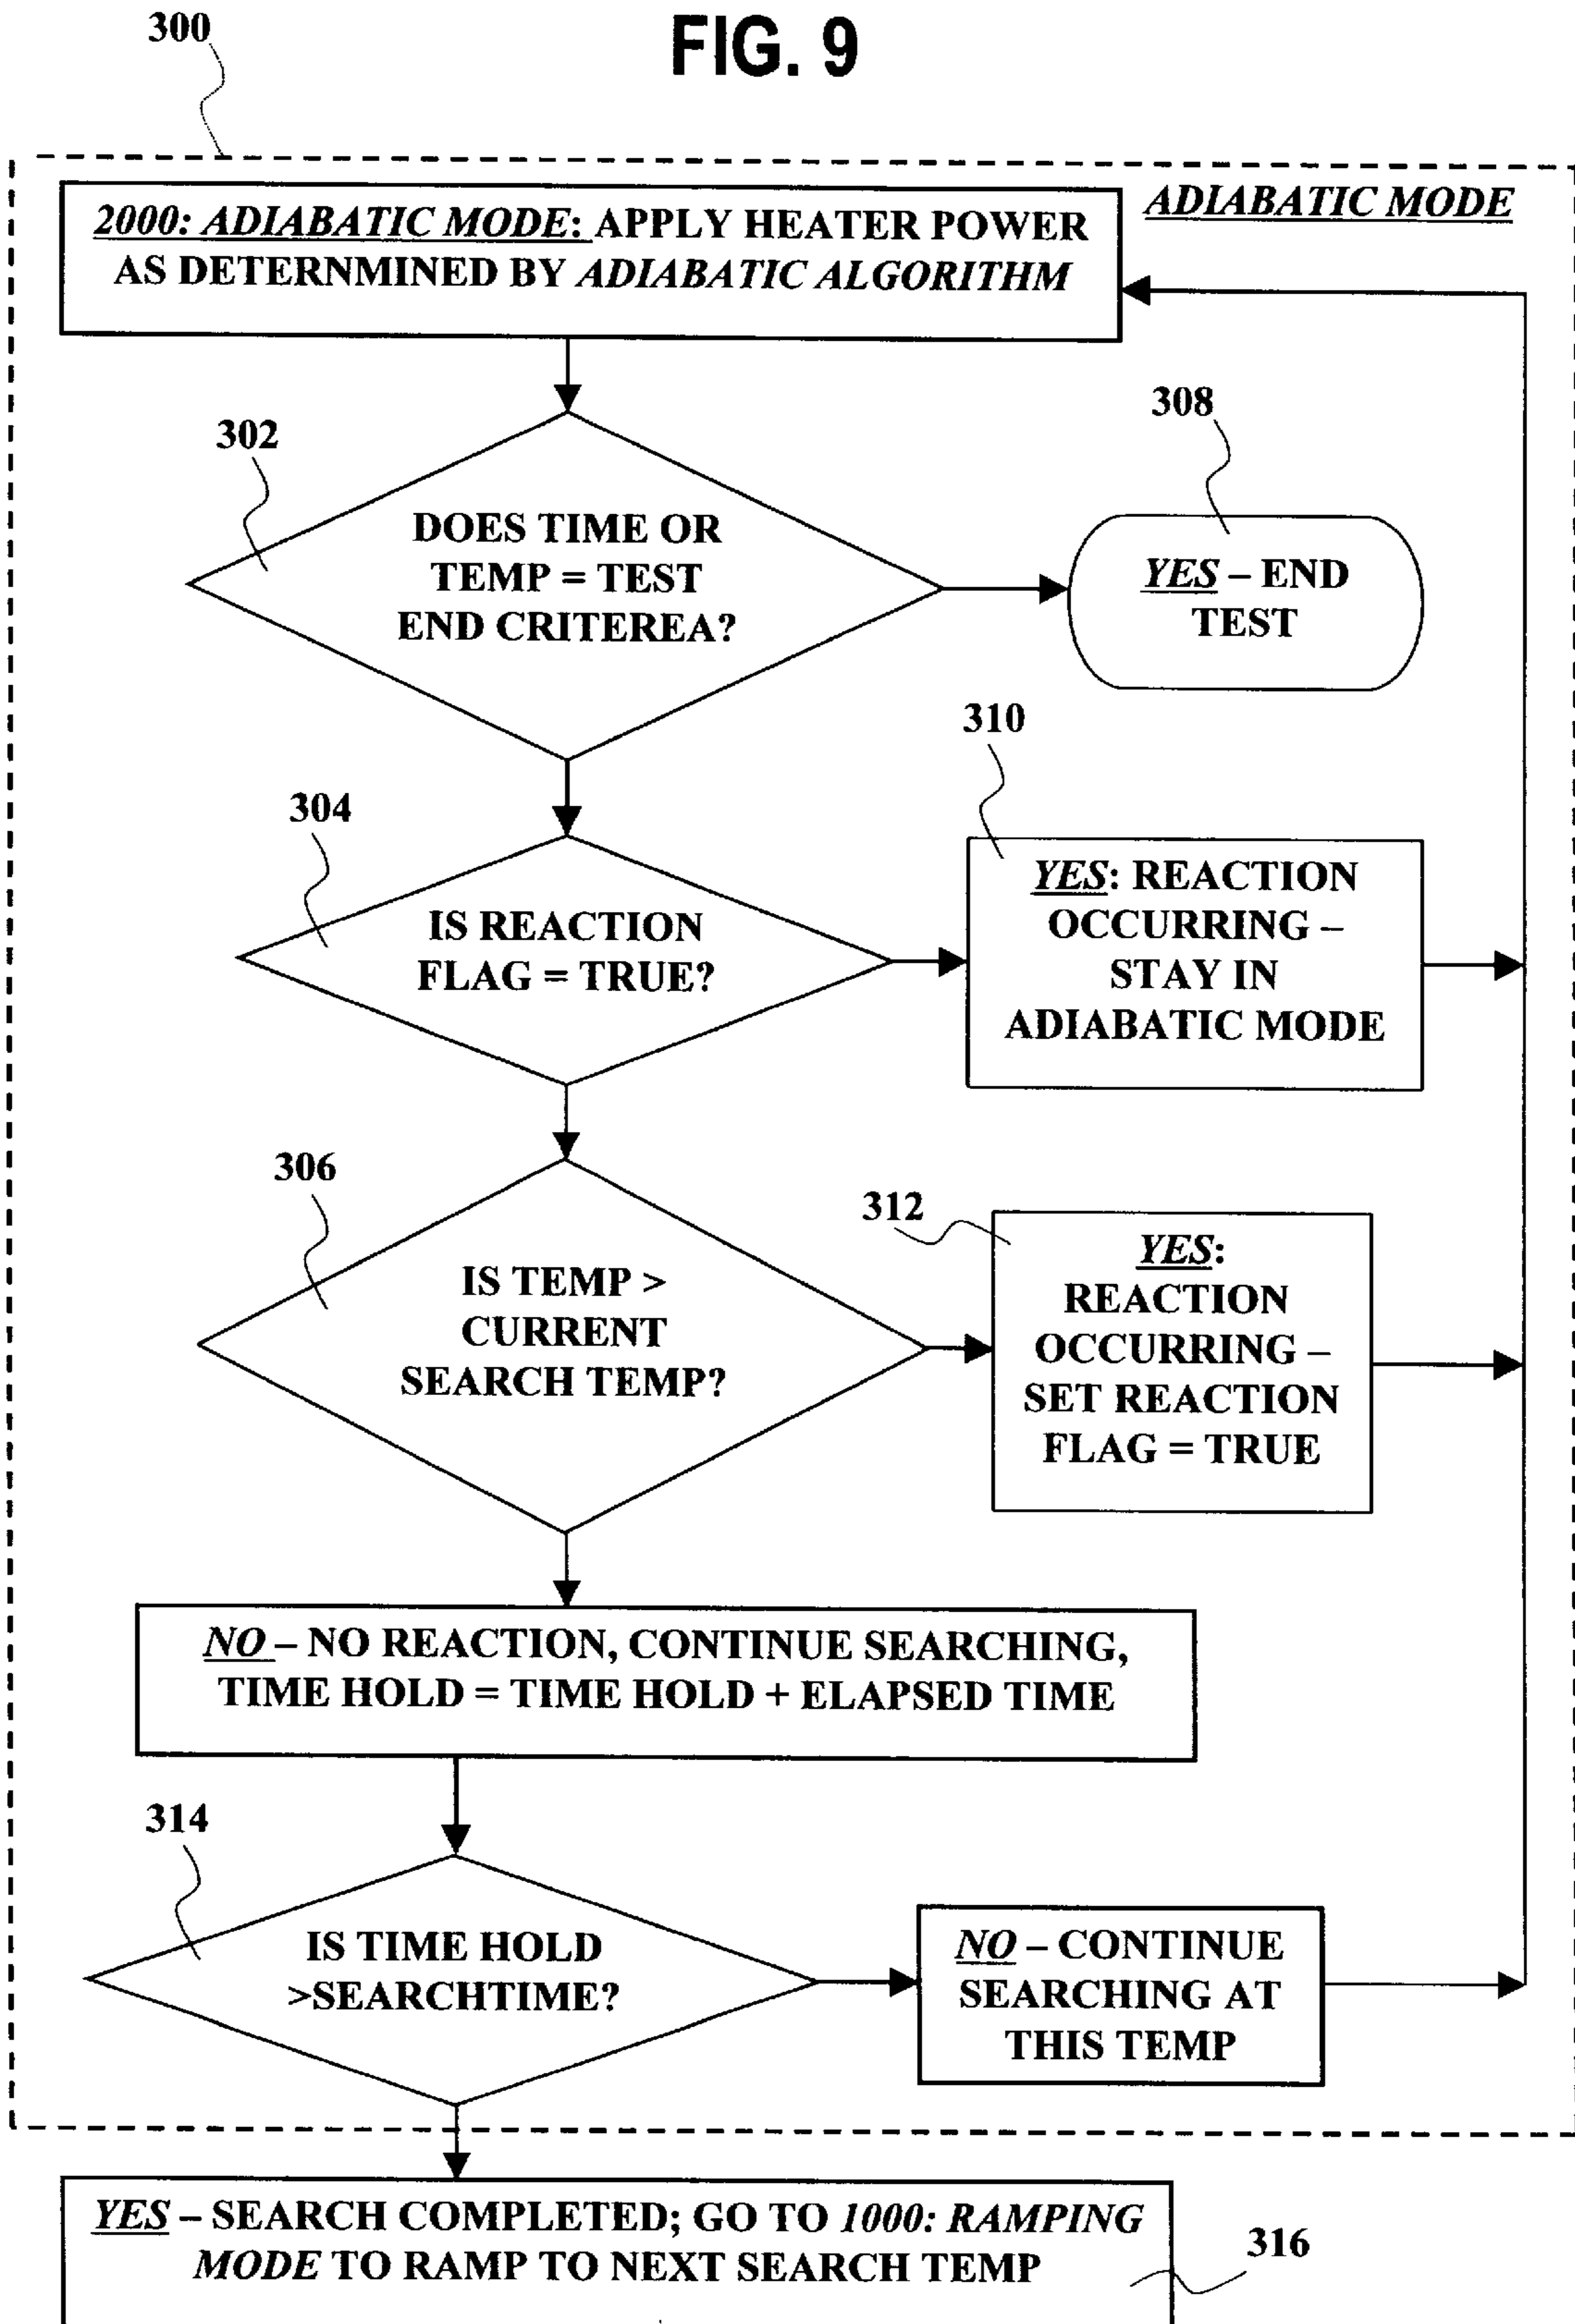 FIG. 9
300
ADIABATIC MODE
2000: ADIABATIC MODE: APPLY HEATER POWER
AS DETERNMINED BY ADIABATIC ALGORITHM
302
DOES TIME OR
TEMP = TEST
END CRITEREA?
308
YES – END
TEST
304
IS REACTION
FLAG = TRUE?
310
YES: REACTION
OCCURRING –
STAY IN
ADIABATIC MODE
306
IS TEMP >
CURRENT
SEARCH TEMP?
312
YES:
REACTION
OCCURRING –
SET REACTION
FLAG = TRUE
NO – NO REACTION, CONTINUE SEARCHING,
TIME HOLD = TIME HOLD + ELAPSED TIME
314
IS TIME HOLD
>SEARCHTIME?
NO – CONTINUE
SEARCHING AT
THIS TEMP
YES – SEARCH COMPLETED; GO TO 1000: RAMPING
MODE TO RAMP TO NEXT SEARCH TEMP
316